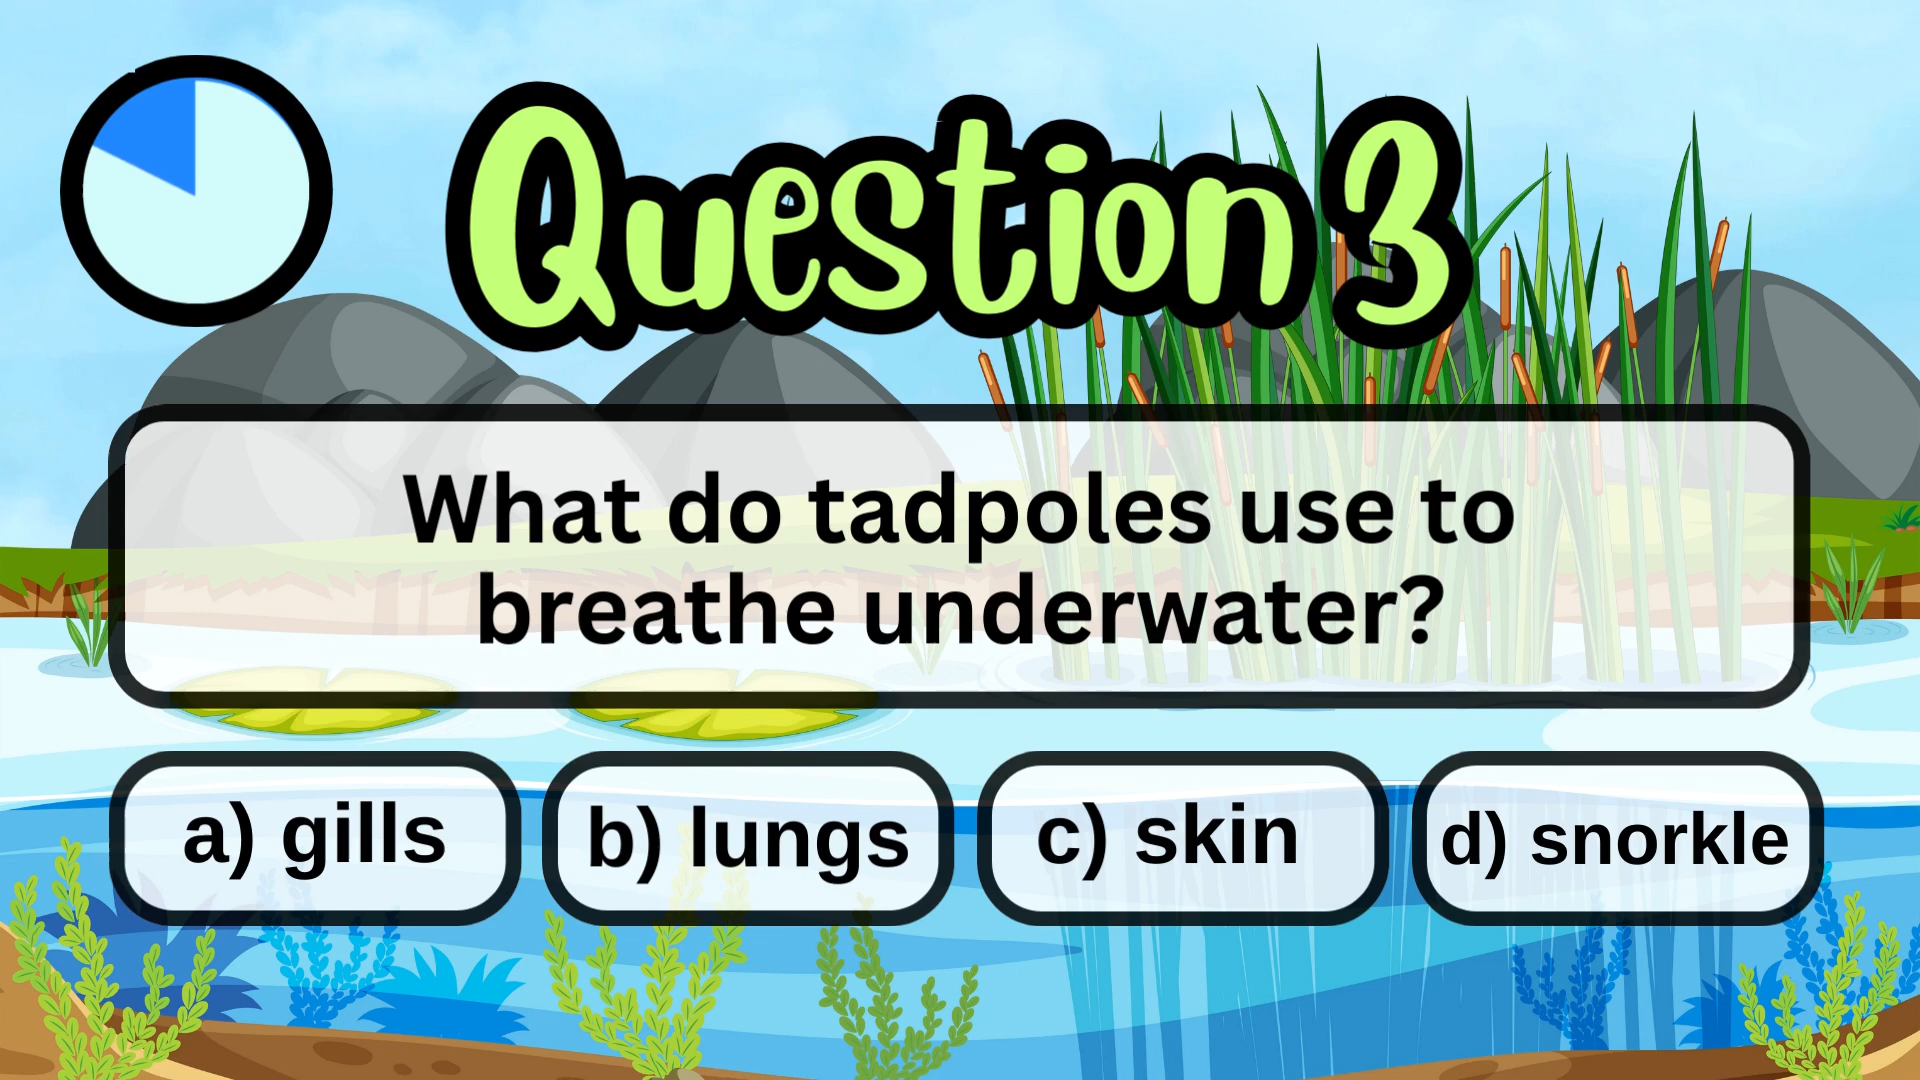 Question 3
What do tadpoles use to
breathe underwater?
a) gills
b) lungs
c) skin
d) snorkle